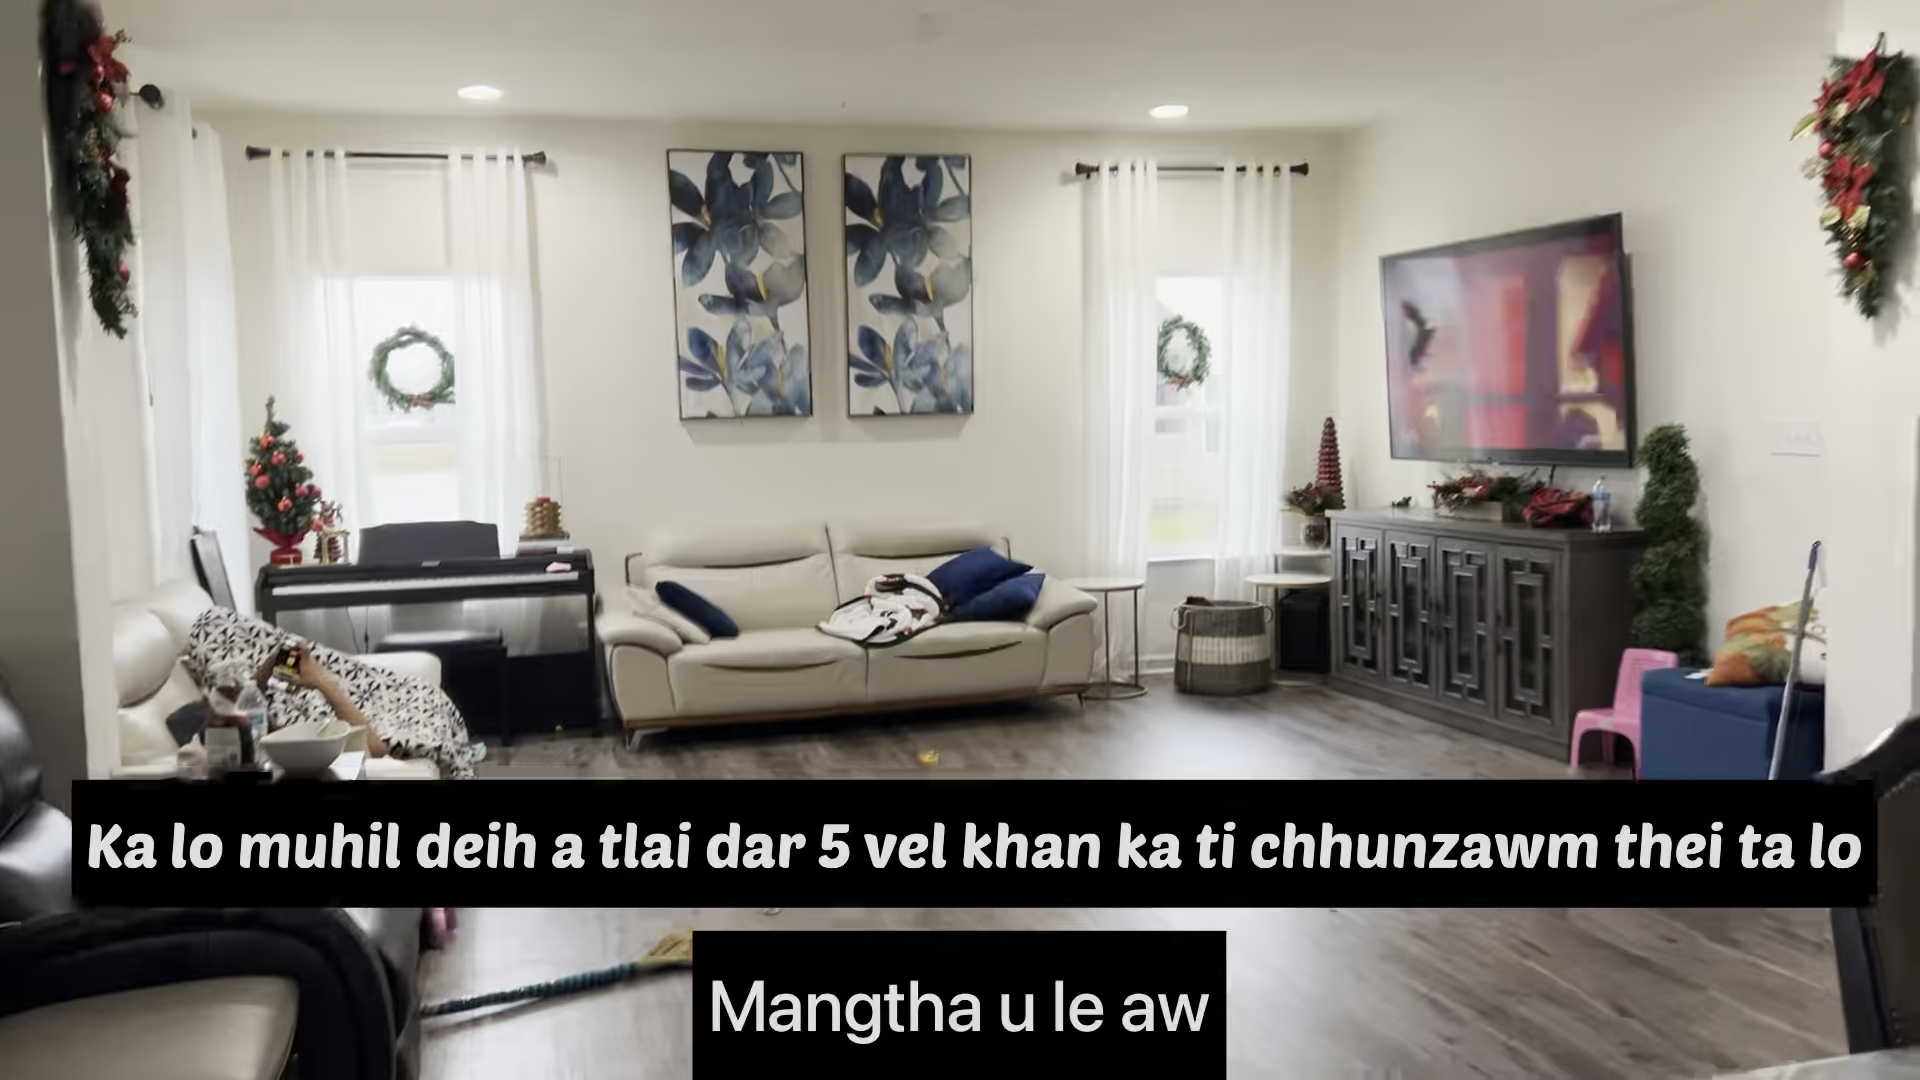 Ka lo muhil deih a tlai dar 5 vel khan ka ti chhunzawm thei ta lo
Mangtha u le aw